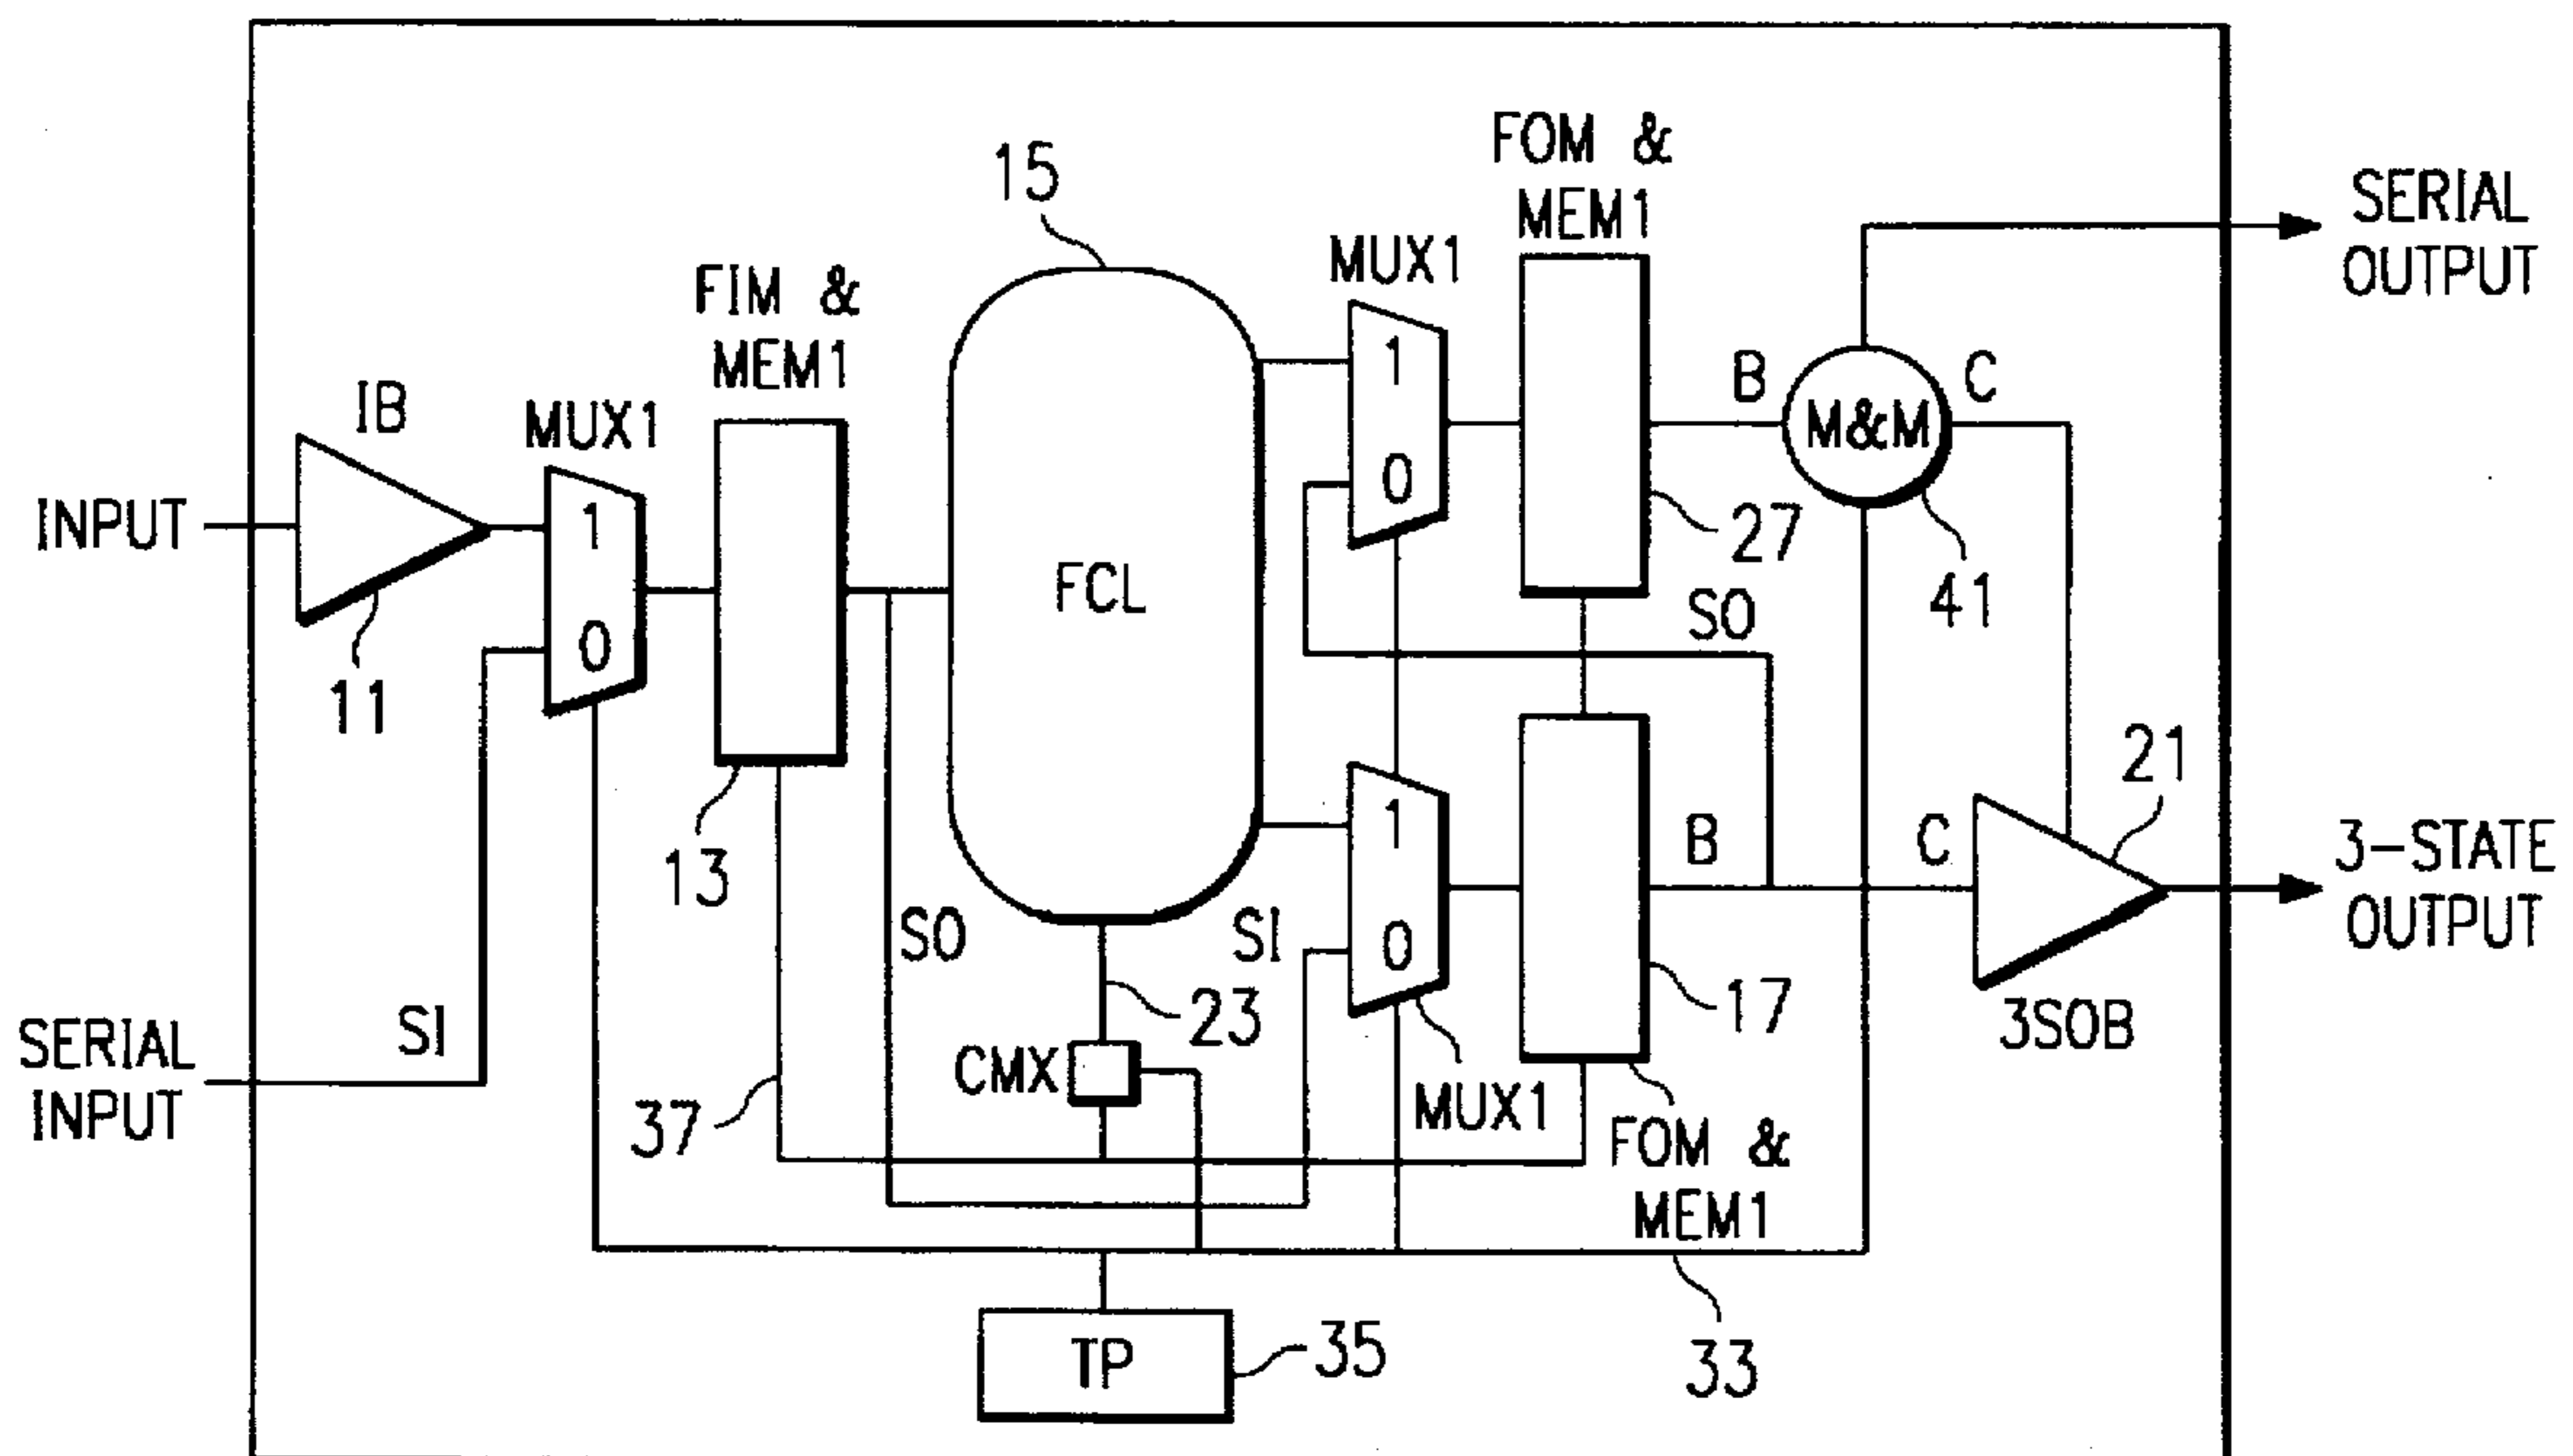 15
FOM &
MEM1
SERIAL
OUTPUT
MUX1
FIM &
MEM1
1
0
B
M&M
C
IB
MUX1
INPUT
1
0
FCL
27
41
SO
11
13
21
1
0
B
C
3-STATE
OUTPUT
SO
SI
23
17
3SOB
SERIAL
INPUT
SI
CMX
37
MUX1
FOM &
MEM1
TP
35
33